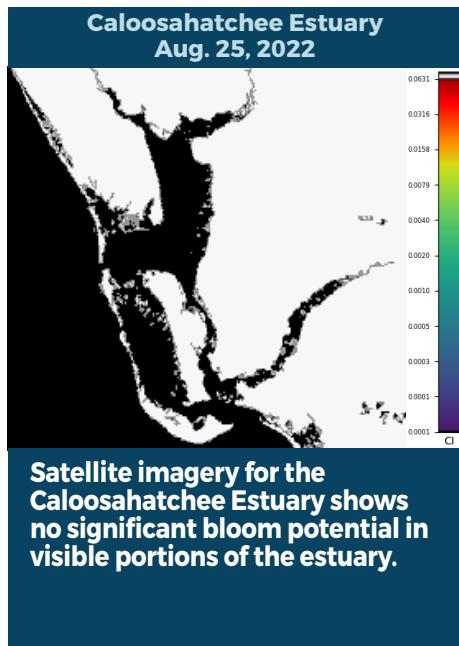 Caloosahatchee Estuary
Aug. 25, 2022
0.0631
0.0316
0.0158
0.0079
0.0040
0.0020
0.0010
0.0005
0.0003
0.0001
0.0001
CI
Satellite imagery for the
Caloosahatchee Estuary shows
no significant bloom potential in
visible portions of the estuary.